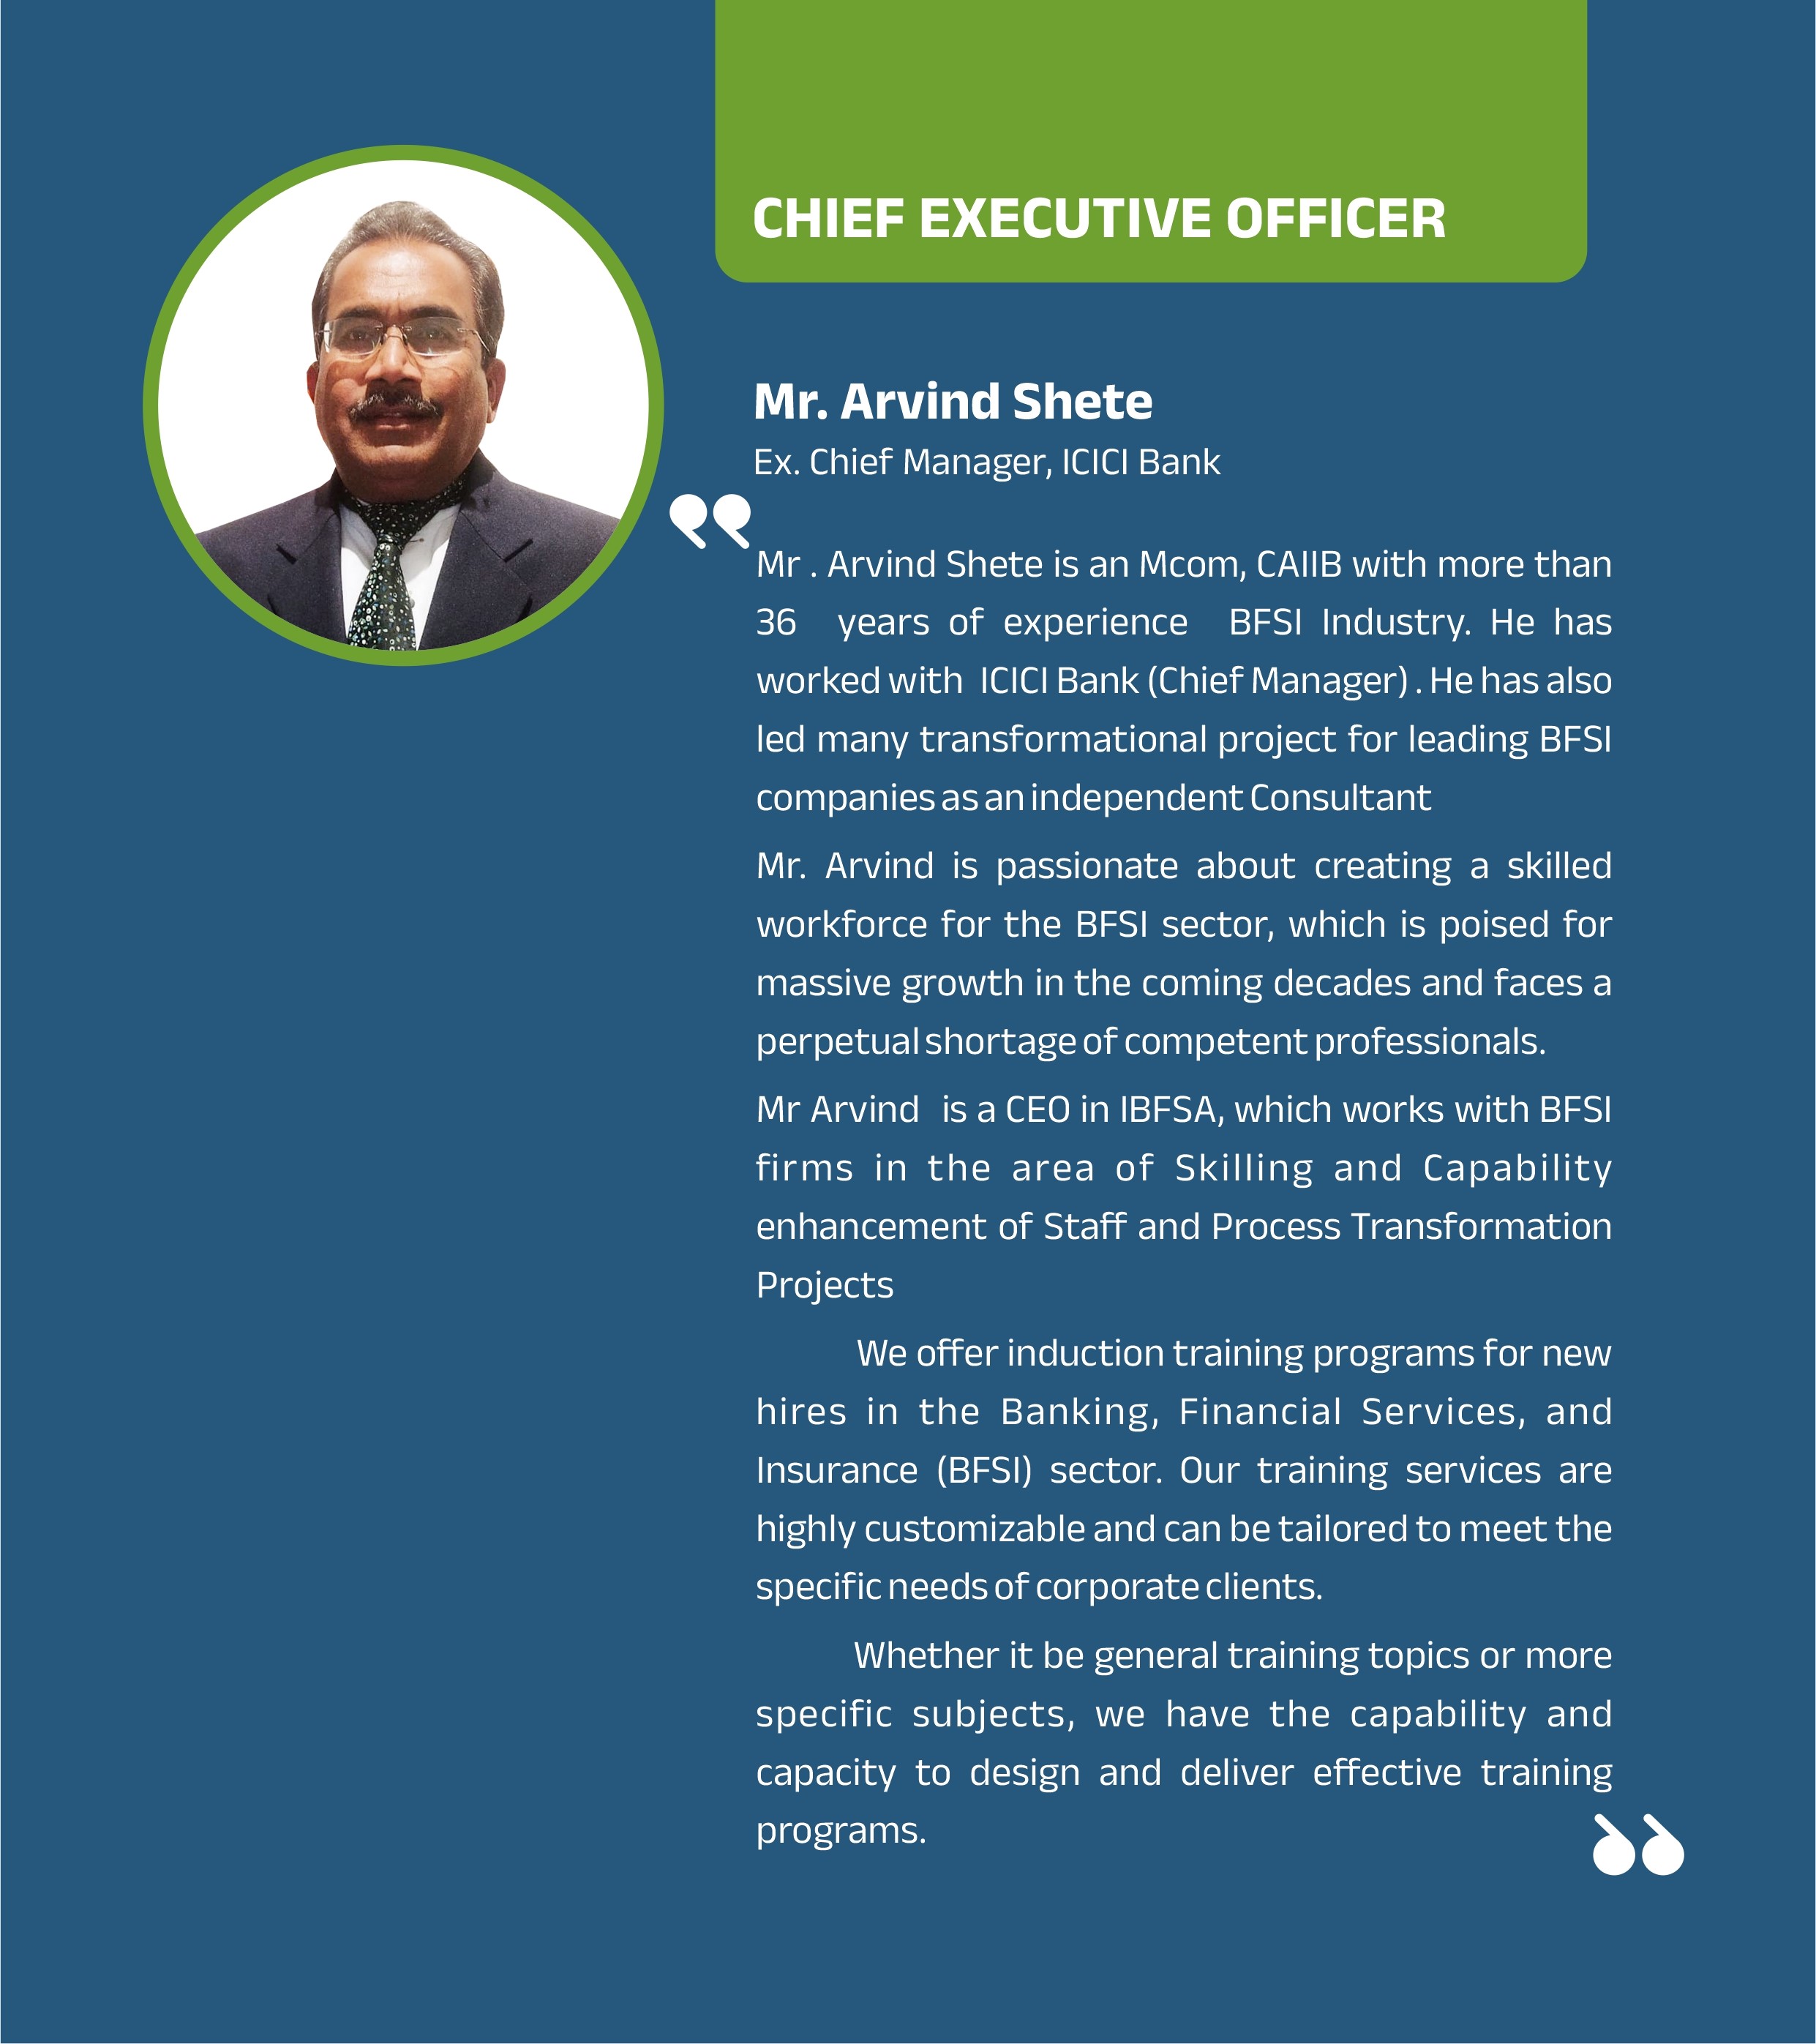 CHIEF EXECUTIVE OFFICER
Mr. Arvind Shete
Ex. Chief Manager, ICICI Bank
Mr . Arvind Shete is an Mcom, CAIIB with more than
36 years of experience BFSI Industry. He has
worked with ICICI Bank (Chief Manager) . He has also
led many transformational project for leading BFSI
companies as an independent Consultant
Mr. Arvind is passionate about creating a skilled
workforce for the BFSI sector, which is poised for
massive growth in the coming decades and faces a
perpetual shortage of competent professionals.
Mr Arvind is a CEO in IBFSA, which works with BFSI
firms in the area of Skilling and Capability
enhancement of Staff and Process Transformation
Projects
We offer induction training programs for new
hires in the Banking, Financial Services, and
Insurance (BFSI) sector. Our training services are
highly customizable and can be tailored to meet the
specific needs of corporate clients.
Whether it be general training topics or more
specific subjects, we have the capability and
capacity to design and deliver effective training
programs.